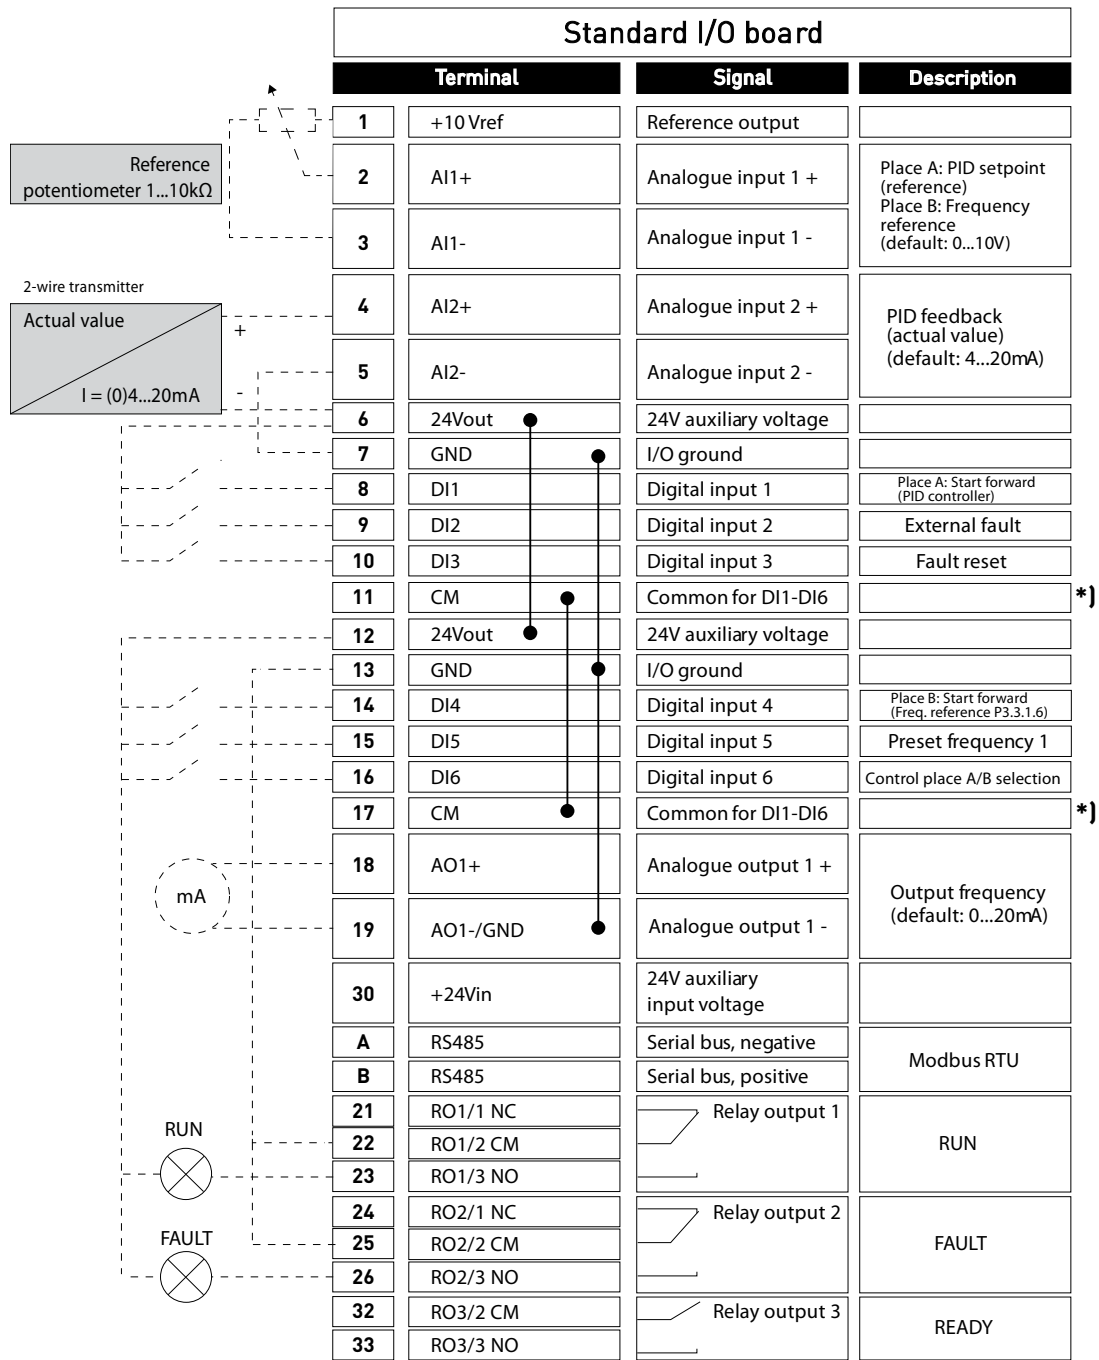 Standard I/O board
Terminal Signal Description
1 +10 Vref Reference output
Reference
potentiometer 1...10kΩ
2 AI1+ Analogue input 1 +
3 AI1- Analogue input 1 -
Place A: PID setpoint
(reference)
Place B: Frequency
reference
(default: 0...10V)
2-wire transmitter
Actual value
+
I = (0)4...20mA
-
4 AI2+ Analogue input 2 +
5 AI2- Analogue input 2 -
PID feedback
(actual value)
(default: 4...20mA)
6 24Vout 24V auxiliary voltage
7 GND I/O ground
8 DI1 Digital input 1
Place A: Start forward
(PID controller)
9 DI2 Digital input 2 External fault
10 DI3 Digital input 3 Fault reset
11 CM Common for DI1-DI6 *)
12 24Vout 24V auxiliary voltage
13 GND I/O ground
14 DI4 Digital input 4
Place B: Start forward
(Freq. reference P3.3.1.6)
15 DI5 Digital input 5 Preset frequency 1
16 DI6 Digital input 6 Control place A/B selection
17 CM Common for DI1-DI6 *)
mA
18 AO1+ Analogue output 1 +
19 AO1-/GND Analogue output 1 -
Output frequency
(default: 0...20mA)
30 +24Vin
24V auxiliary
input voltage
A RS485 Serial bus, negative
B RS485 Serial bus, positive
Modbus RTU
21 RO1/1 NC Relay output 1
RUN
22 RO1/2 CM RUN
23 RO1/3 NO
24 RO2/1 NC Relay output 2
FAULT
25 RO2/2 CM FAULT
26 RO2/3 NO
32 RO3/2 CM Relay output 3
READY
33 RO3/3 NO